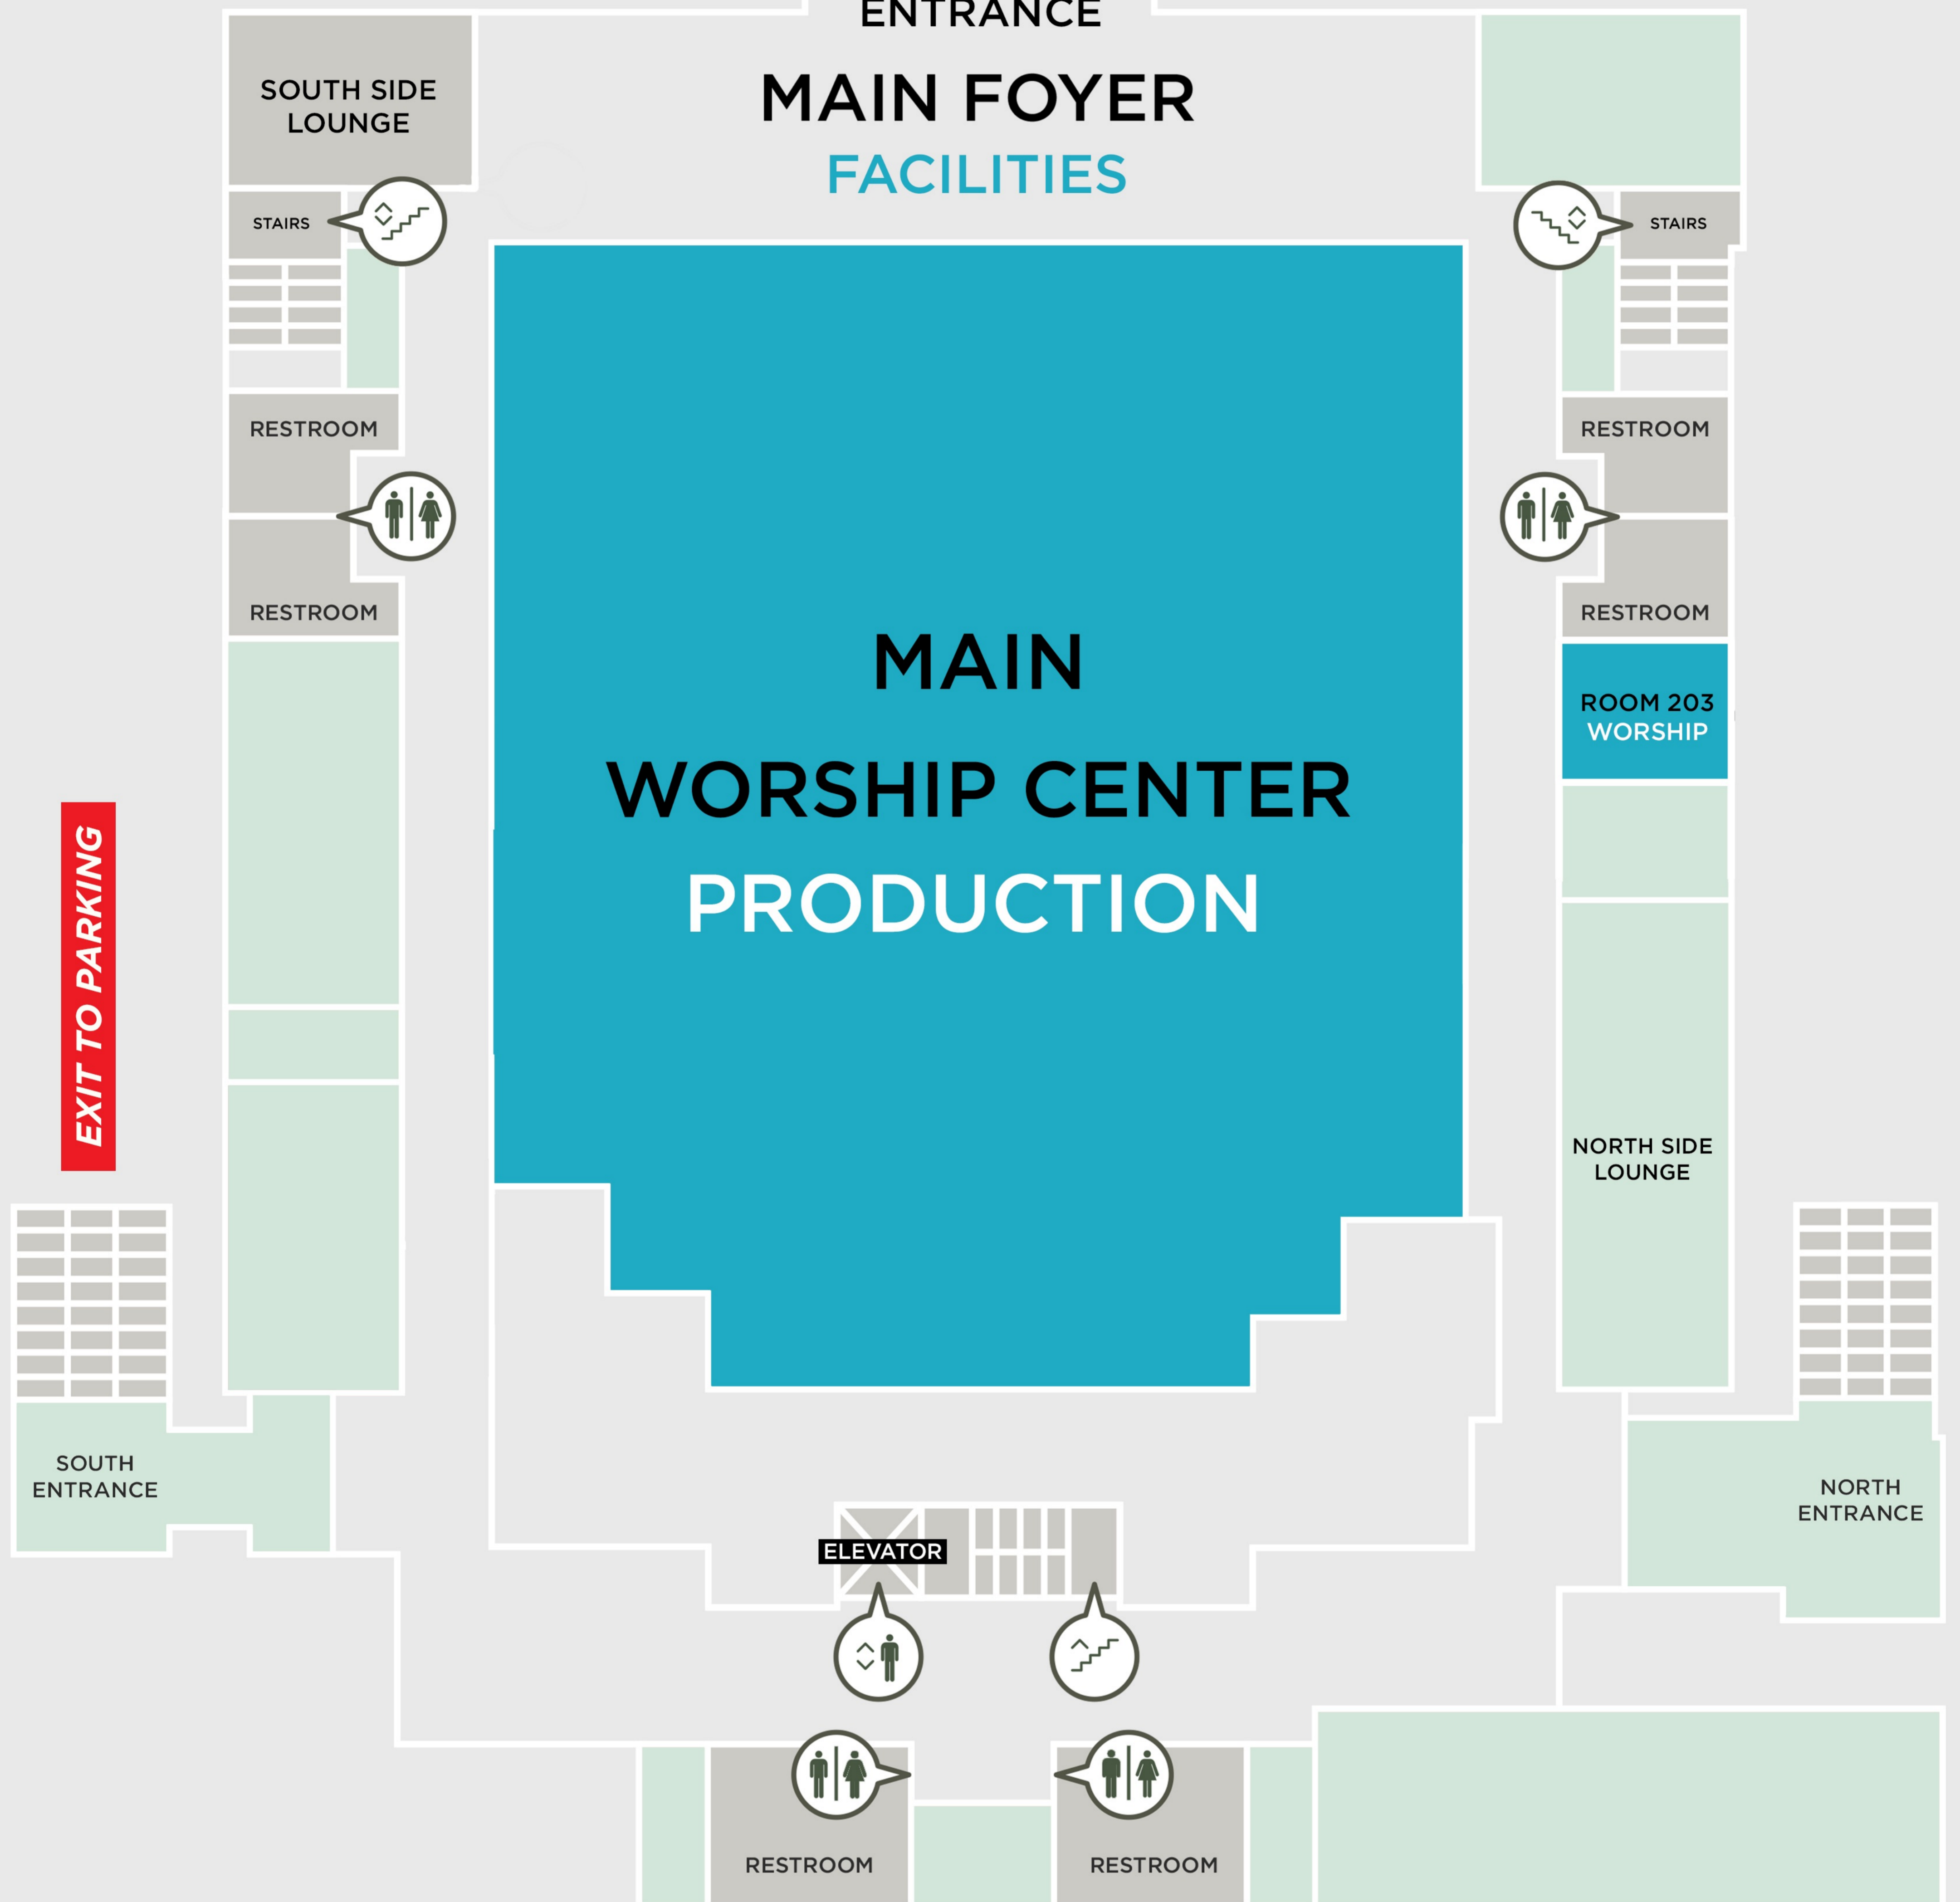 ENTRANCE
MAIN FOYER
FACILITIES
SOUTH SIDE
LOUNGE
STAIRS
STAIRS
RESTROOM
RESTROOM
RESTROOM
RESTROOM
MAIN
WORSHIP CENTER
PRODUCTION
ROOM 203
WORSHIP
EXIT TO PARKING
NORTH SIDE
LOUNGE
SOUTH
ENTRANCE
NORTH
ENTRANCE
ELEVATOR
RESTROOM
RESTROOM